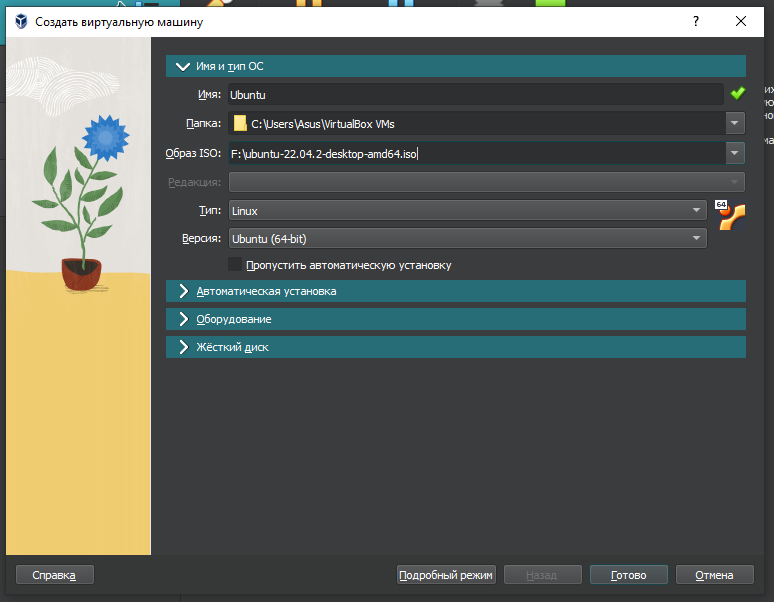 Создать виртуальную машину
Имя и тип ОС
Имя: Ubuntu
Папка: C:\Users\Asus\VirtualBox VMs
Образ ISO: F:\ubuntu-22.04.2-desktop-amd64.iso
Редакция:
Тип: Linux
64
Версия: Ubuntu (64-bit)
Пропустить автоматическую установку
Автоматическая установка
Оборудование
Жёсткий диск
Справка Подробный режим Назад Готово Отмена